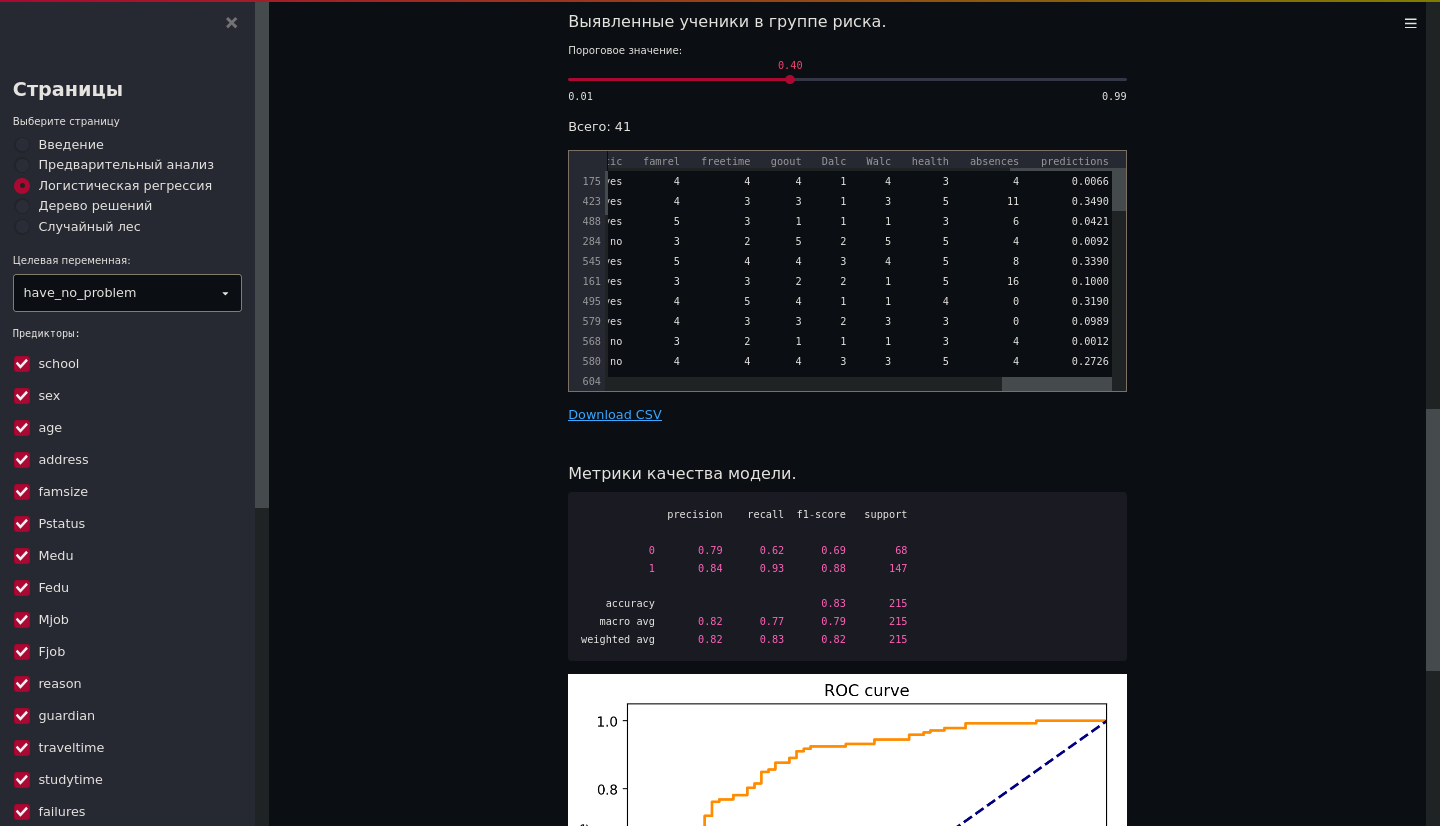 Страницы
Выберите страницу
Введение
Предварительный анализ
Логистическая регрессия
Дерево решений
Случайный лес
Целевая переменная:
have_no_problem
Предикторы:
school
sex
age
address
famsize
Pstatus
Medu
Fedu
Mjob
Fjob
reason
guardian
traveltime
studytime
failures
Выявленные ученики в группе риска.
Пороговое значение:
0.40
0.01 0.99
Всего: 41
famrel freetime goout Dalc Walc health absences predictions
175 yes 4 4 4 1 4 3 4 0.0066
423 yes 4 3 3 1 3 5 11 0.3490
488 yes 5 3 1 1 1 3 6 0.0421
284 no 3 2 5 2 5 5 4 0.0092
545 yes 5 4 4 3 4 5 8 0.3390
161 yes 3 3 2 2 1 5 16 0.1000
495 yes 4 5 4 1 1 4 0 0.3190
579 yes 4 3 3 2 3 3 0 0.0989
568 no 3 2 1 1 1 3 4 0.0012
580 no 4 4 4 3 3 5 4 0.2726
604
Download CSV
Метрики качества модели.
precision recall f1-score support
0 0.79 0.62 0.69 68
1 0.84 0.93 0.88 147
accuracy 0.83 215
macro avg 0.82 0.77 0.79 215
weighted avg 0.82 0.83 0.82 215
ROC curve
1.0
0.8